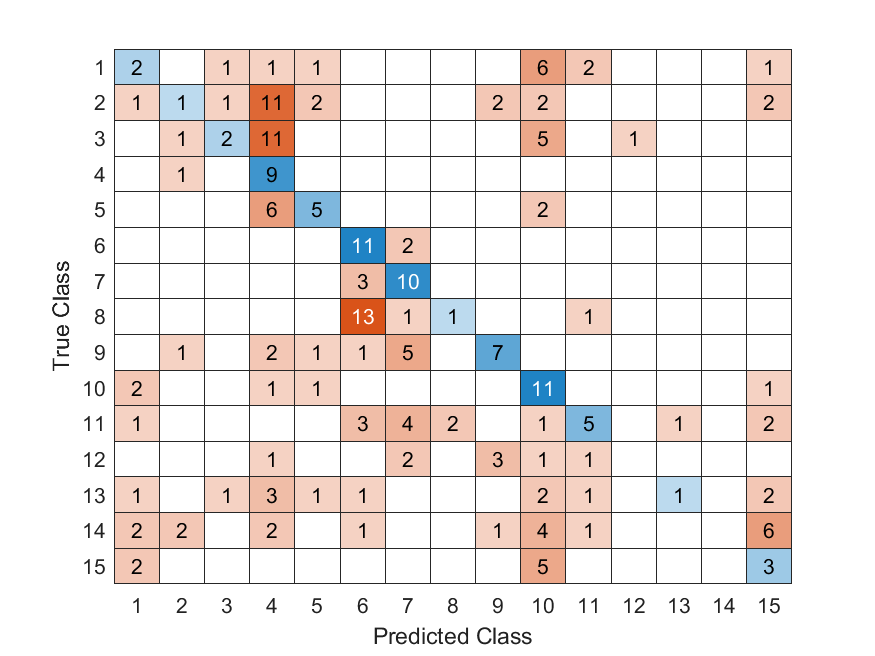 1 2 1 1 1 6 2 1
2 1 1 1 11 2 2 2 2
3 1 2 11 5 1
4 1 9
5 6 5 2
6 11 2
7 3 10
8 13 1 1 1
9 1 2 1 1 5 7
10 2 1 1 11 1
11 1 3 4 2 1 5 1 2
12 1 2 3 1 1
13 1 1 3 1 1 2 1 1 2
14 2 2 2 1 1 4 1 6
15 2 5 3
1 2 3 4 5 6 7 8 9 10 11 12 13 14 15
Predicted Class
True Class